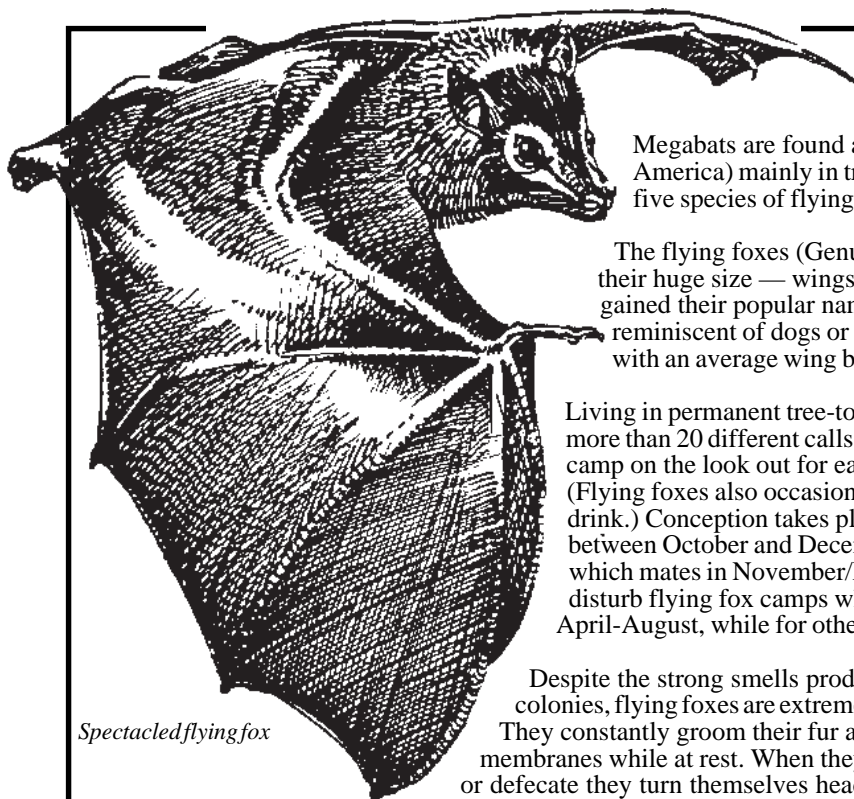 Megabats are found a
America) mainly in tr
five species of flying
The flying foxes (Genu
their huge size — wings
gained their popular nar
reminiscent of dogs or
with an average wing b
Living in permanent tree-to
more than 20 different calls
camp on the look out for ea
(Flying foxes also occasion
drink.) Conception takes pl
between October and Decer
which mates in November/
disturb flying fox camps w
April-August, while for othe
Despite the strong smells prod
colonies, flying foxes are extrem
They constantly groom their fur a
membranes while at rest. When they
or defecate they turn themselves head
Spectacled flying fox